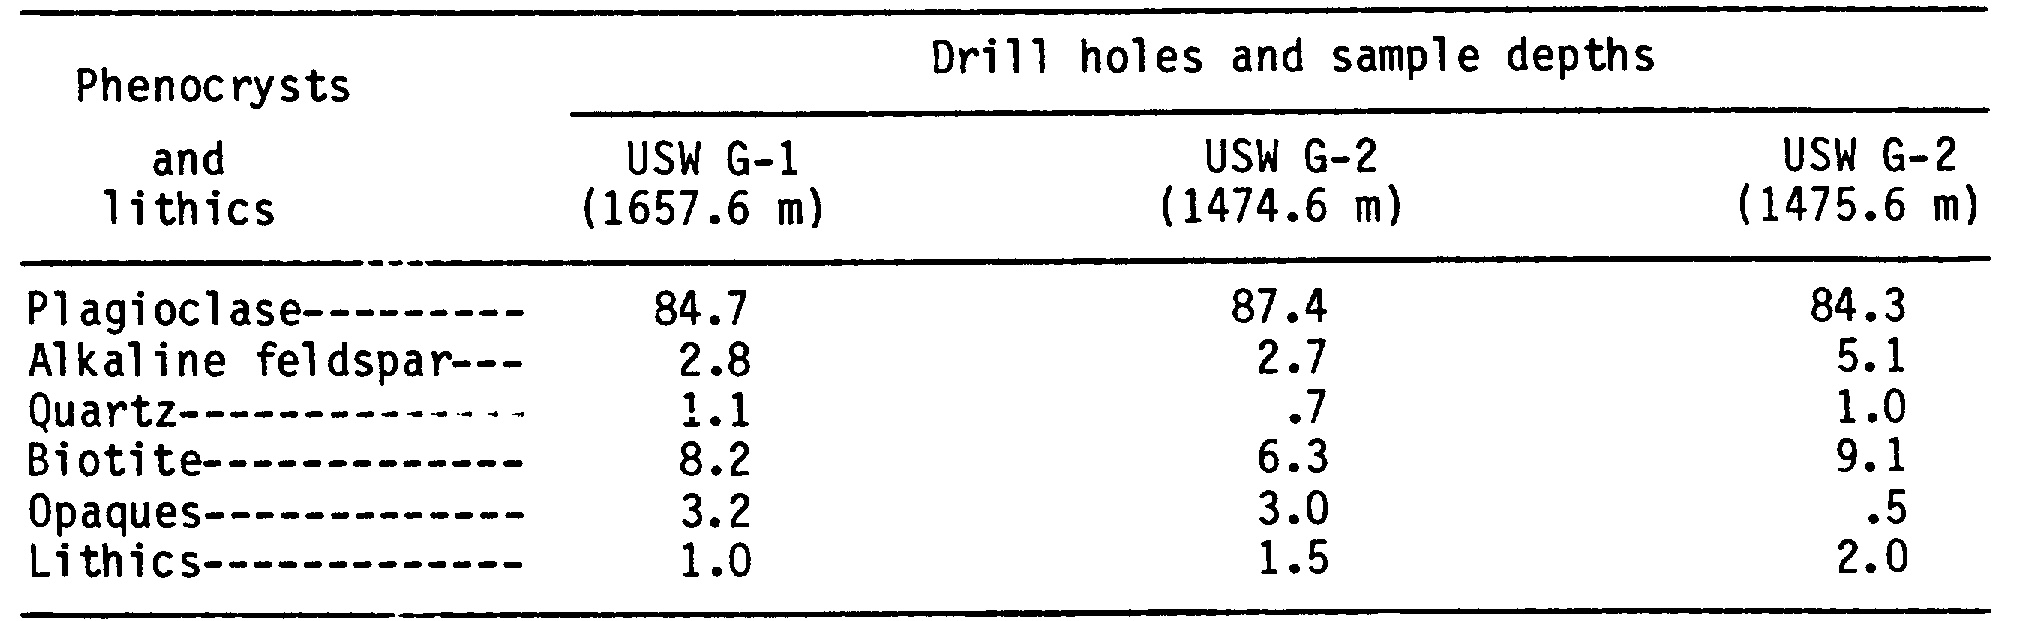 Drill holes and sample depths
Phenocrysts
and USW G-1 USW G-2 USW G-2
lithics (1657.6 m) (1474.6 m) (1475.6 m)
Plagioclase--------- 84.7 87.4 84.3
Alkaline feldspar--- 2.8 2.7 5.1
Quartz-------------- 1.1 .7 1.0
Biotite------------- 8.2 6.3 9.1
Opaques------------- 3.2 3.0 .5
Lithics------------- 1.0 1.5 2.0